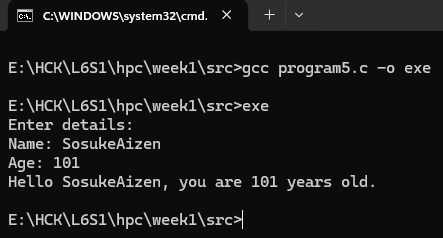 C:\WINDOWS\system32\cmd.
E:\HCK\L6S1\hpc\week1\src>gcc program5.c -o exe
E:\HCK\L6S1\hpc\week1\src>exe
Enter details:
Name: SosukeAizen
Age: 101
Hello SosukeAizen, you are 101 years old.
E:\HCK\L6S1\hpc\week1\src>